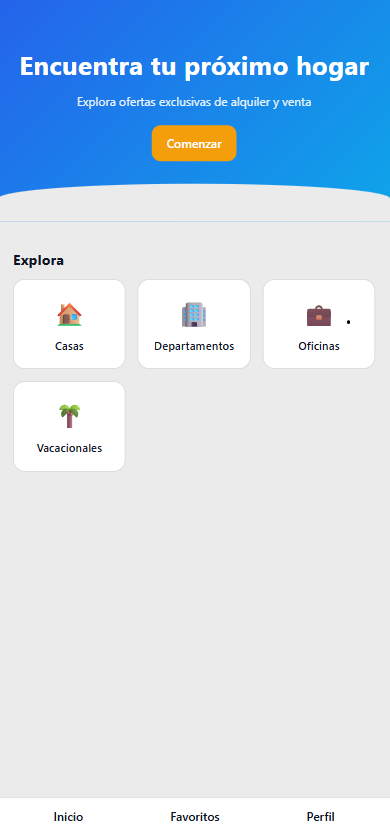 Encuentra tu próximo hogar
Explora ofertas exclusivas de alquiler y venta
Comenzar
Explora
Casas
Departamentos
Oficinas
Vacacionales
Inicio
Favoritos
Perfil